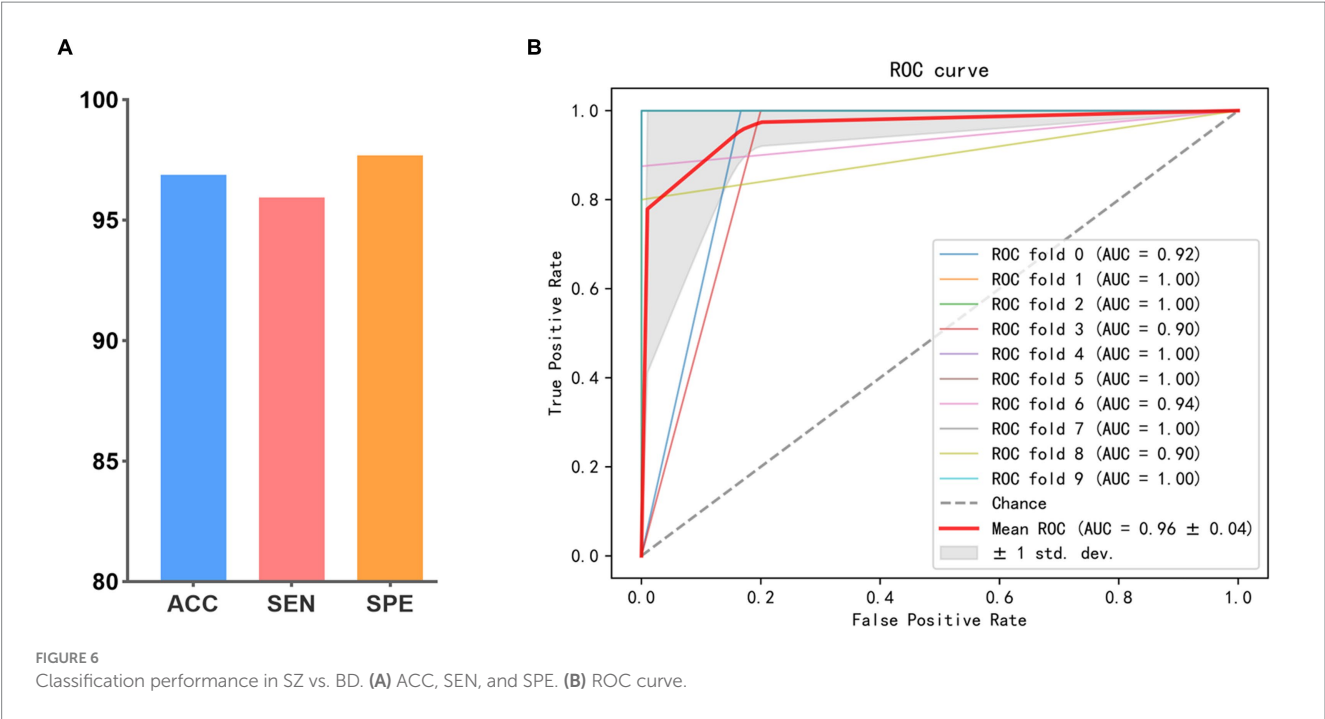 A
100
95
90
85
80
ACC SEN SPE
B
ROC curve
True Positive Rate
1.0
0.8
0.6
0.4
0.2
0.0
0.0 0.2 0.4 0.6 0.8 1.0
False Positive Rate
ROC fold 0 (AUC = 0.92)
ROC fold 1 (AUC = 1.00)
ROC fold 2 (AUC = 1.00)
ROC fold 3 (AUC = 0.90)
ROC fold 4 (AUC = 1.00)
ROC fold 5 (AUC = 1.00)
ROC fold 6 (AUC = 0.94)
ROC fold 7 (AUC = 1.00)
ROC fold 8 (AUC = 0.90)
ROC fold 9 (AUC = 1.00)
Chance
Mean ROC (AUC = 0.96 ± 0.04)
± 1 std. dev.
FIGURE 6
Classification performance in SZ vs. BD. (A) ACC, SEN, and SPE. (B) ROC curve.